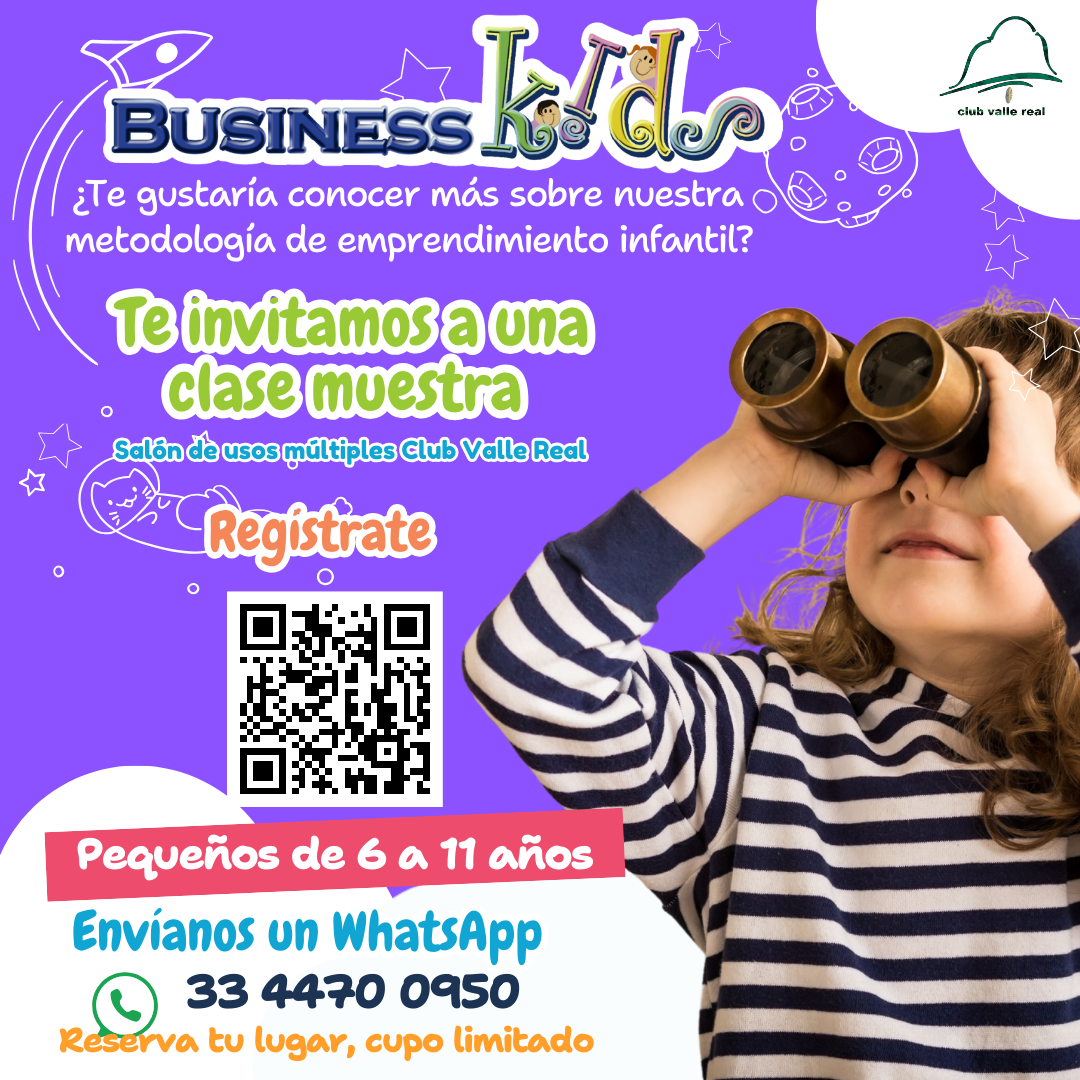 BUSINESS KIDS
club valle real
¿Te gustaría conocer más sobre nuestra
metodología de emprendimiento infantil?
Te invitamos a una
clase muestra
Salón de usos múltiples Club Valle Real
Regístrate
Pequeños de 6 a 11 años
Envíanos un WhatsApp
33 4470 0950
Reserva tu lugar, cupo limitado